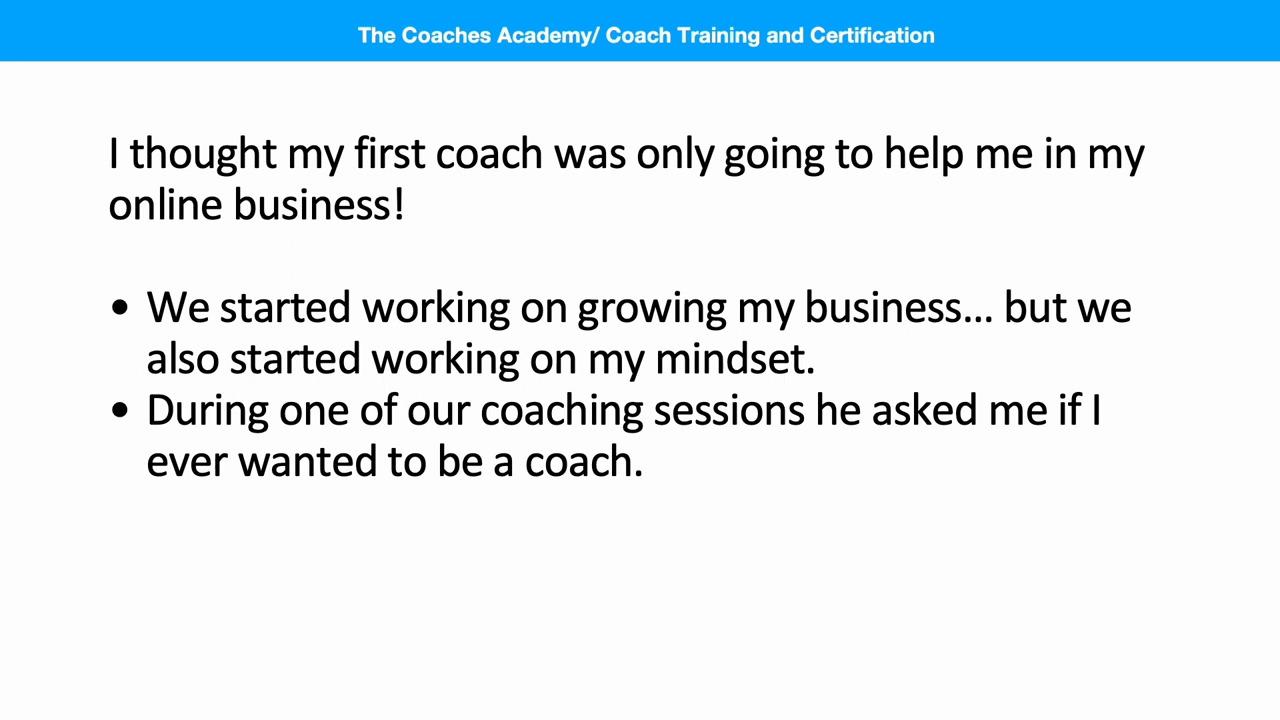 The Coaches Academy/ Coach Training and Certification
I thought my first coach was only going to help me in my
online business!
• We started working on growing my business... but we
also started working on my mindset.
• During one of our coaching sessions he asked me if I
ever wanted to be a coach.